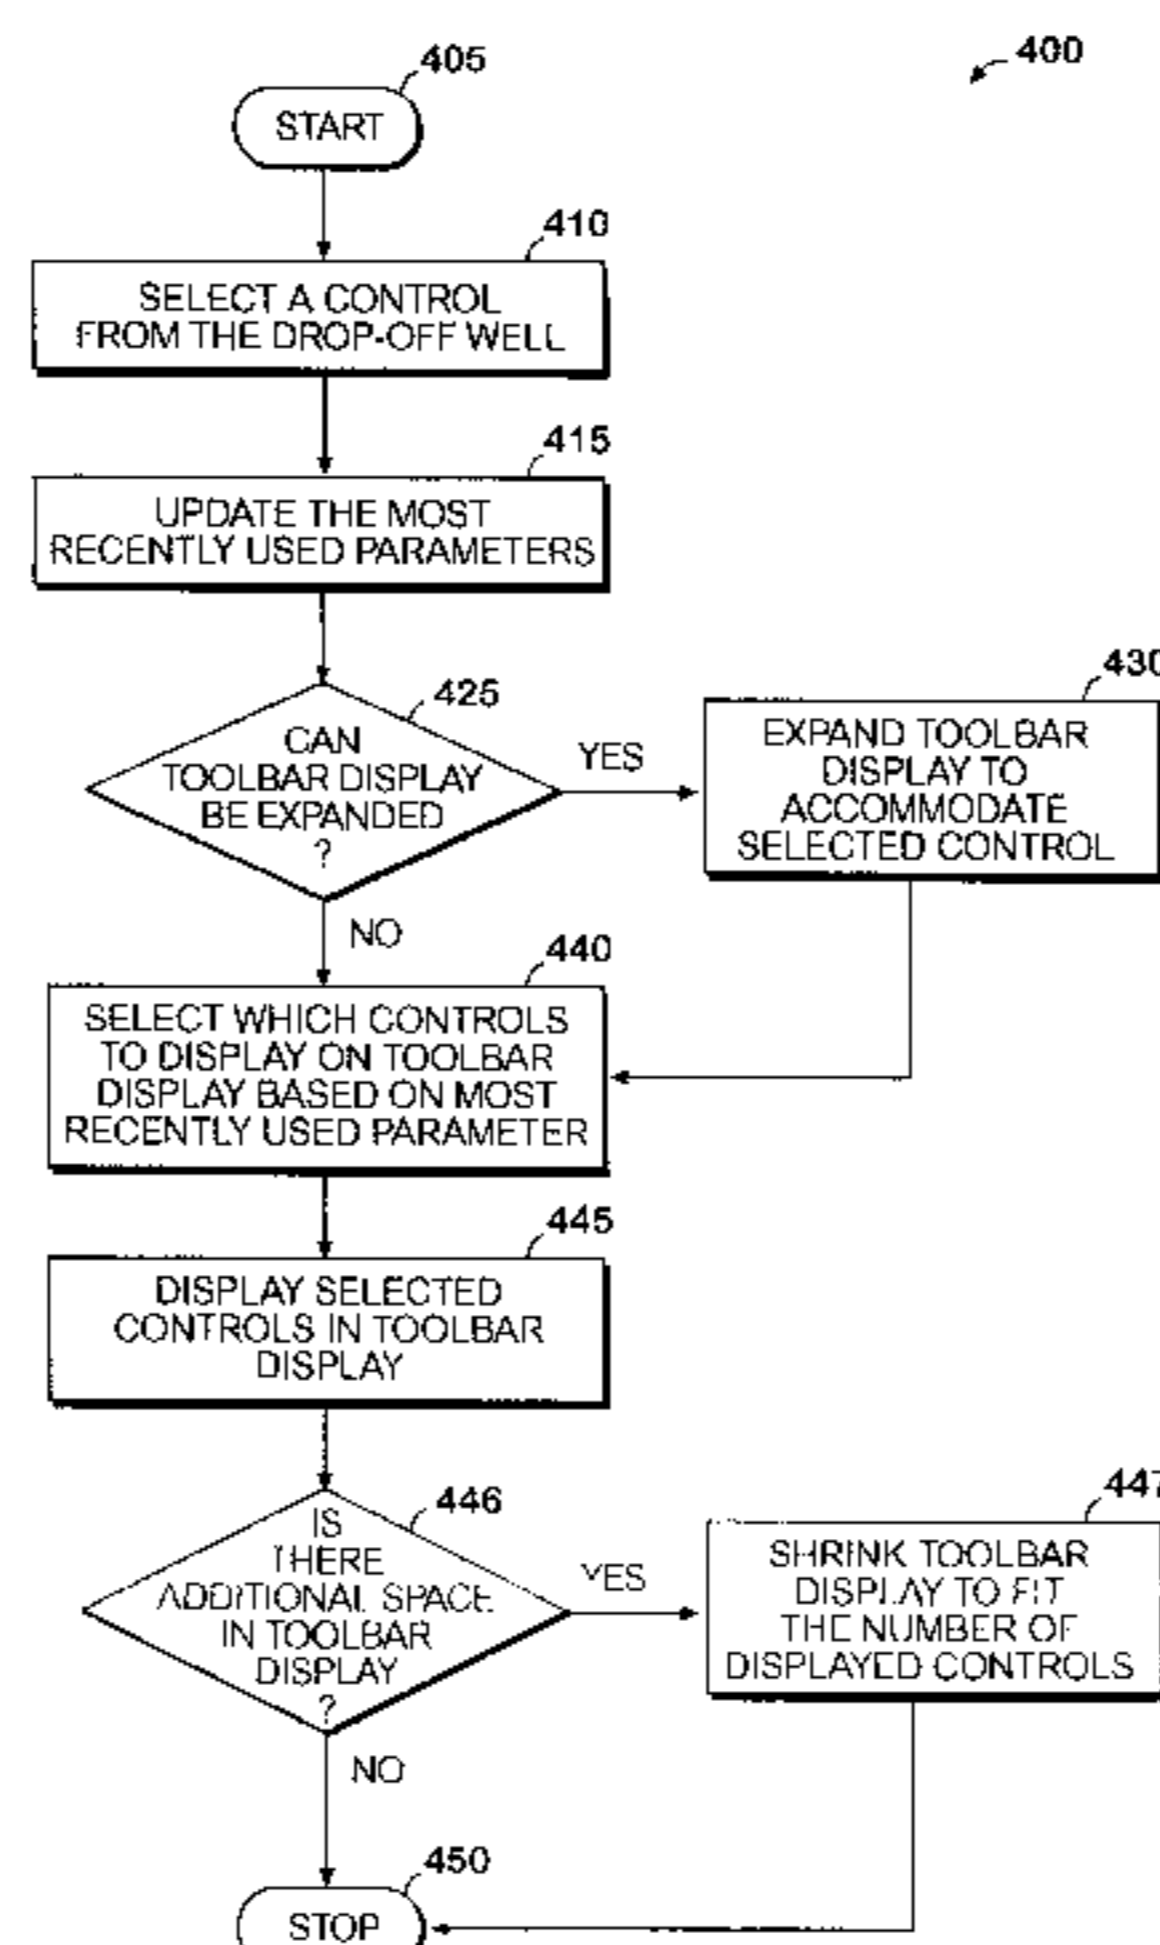 400
405
START
410
SELECT A CONTROL
FROM THE DROP-OFF WELL
415
UPDATE THE MOST
RECENTLY USED PARAMETERS
425
CAN
TOOLBAR DISPLAY
BE EXPANDED
?
YES
430
EXPAND TOOLBAR
DISPLAY TO
ACCOMMODATE
SELECTED CONTROL
NO
440
SELECT WHICH CONTROLS
TO DISPLAY ON TOOLBAR
DISPLAY BASED ON MOST
RECENTLY USED PARAMETER
445
DISPLAY SELECTED
CONTROLS IN TOOLBAR
DISPLAY
446
IS
THERE
ADDITIONAL SPACE
IN TOOLBAR
DISPLAY
?
YES
447
SHRINK TOOLBAR
DISPLAY TO FIT
THE NUMBER OF
DISPLAYED CONTROLS
NO
450
STOP